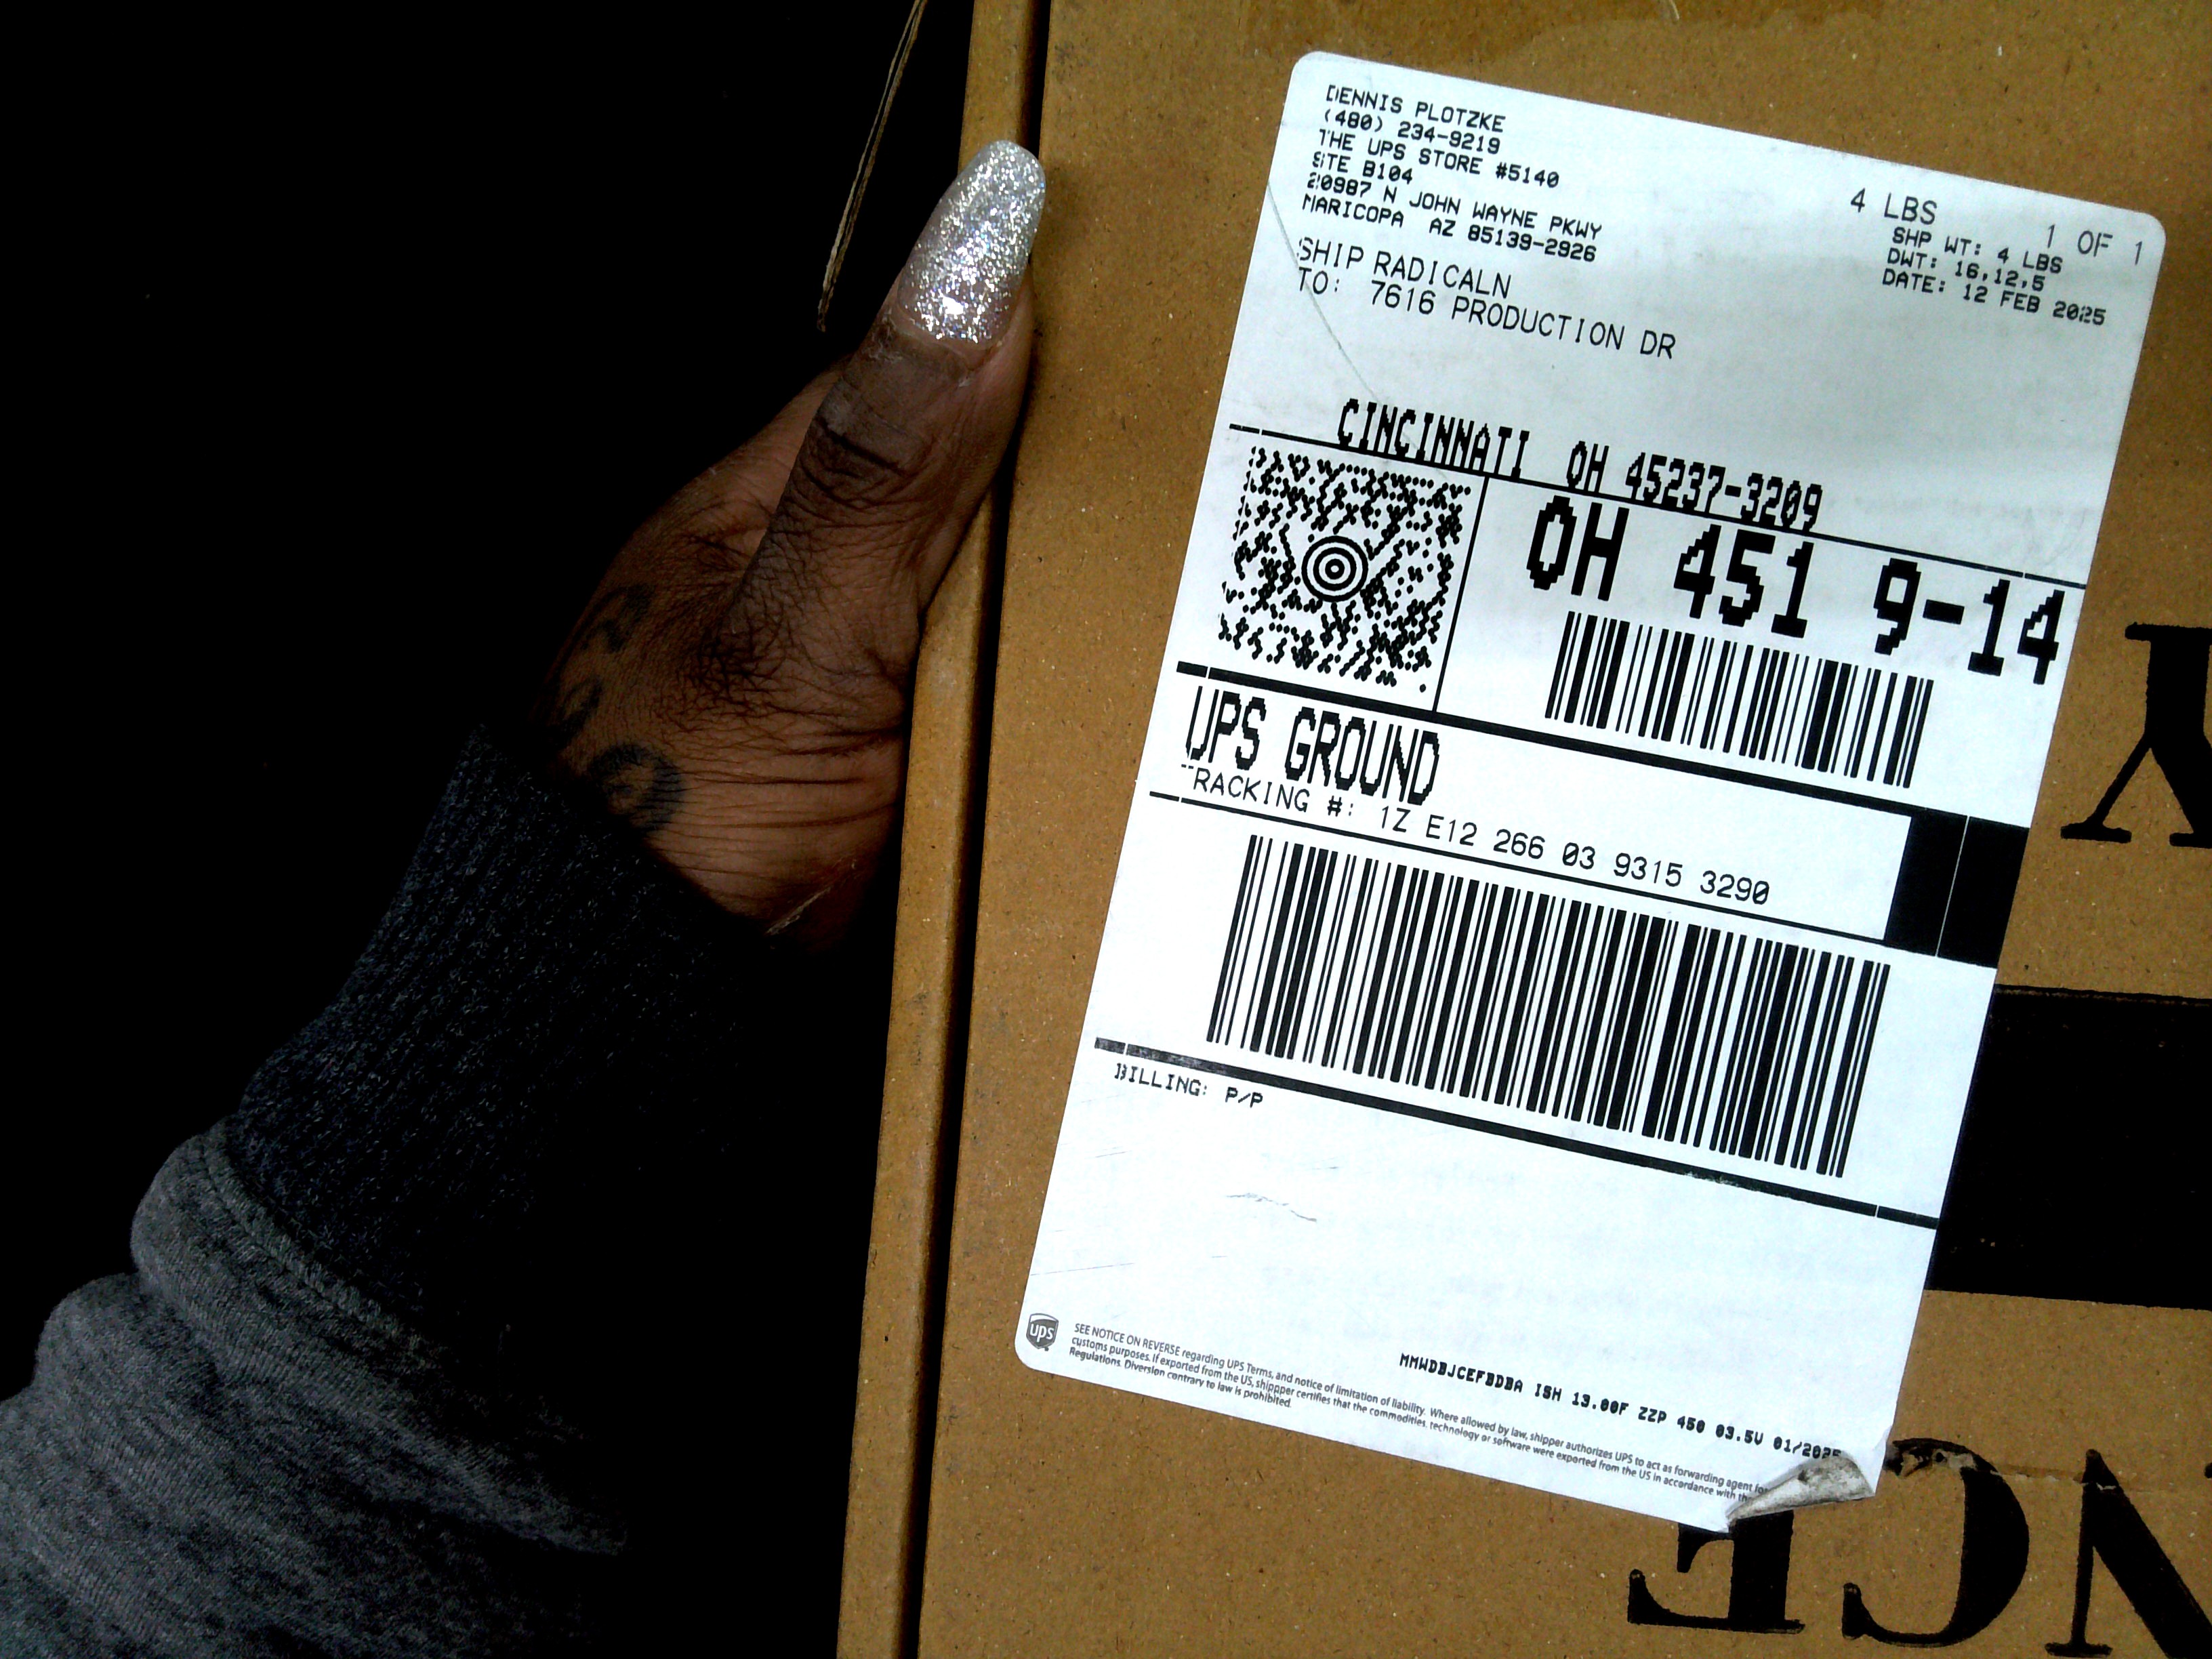 DENNIS PLOTZKE
(480) 234-9219
THE UPS STORE #5140
STE B104
20987 N JOHN WAYNE PKWY
MARICOPA AZ 85139-2926
4 LBS
1 OF 1
SHP WT: 4 LBS
DWT: 16,12,5
DATE: 12 FEB 2025
SHIP RADICALN
TO: 7616 PRODUCTION DR
CINCINNATI OH 45237-3209
OH 451 9-14
UPS GROUND
TRACKING #: 1Z E12 266 03 9315 3290
BILLING: P/P
ups
SEE NOTICE ON REVERSE regarding UPS Terms, and notice of limitation of liability. Where allowed by law, shipper authorizes UPS to act as forwarding agent for
customs purposes. If exported from the US, shippper certifies that the commodities, technology or software were exported from the US in accordance with the
Regulations. Diversion contrary to law is prohibited.
MMWDBJCEFBDBA ISH 13.00F ZZP 450 03.5U 01/2025
Y
NCE